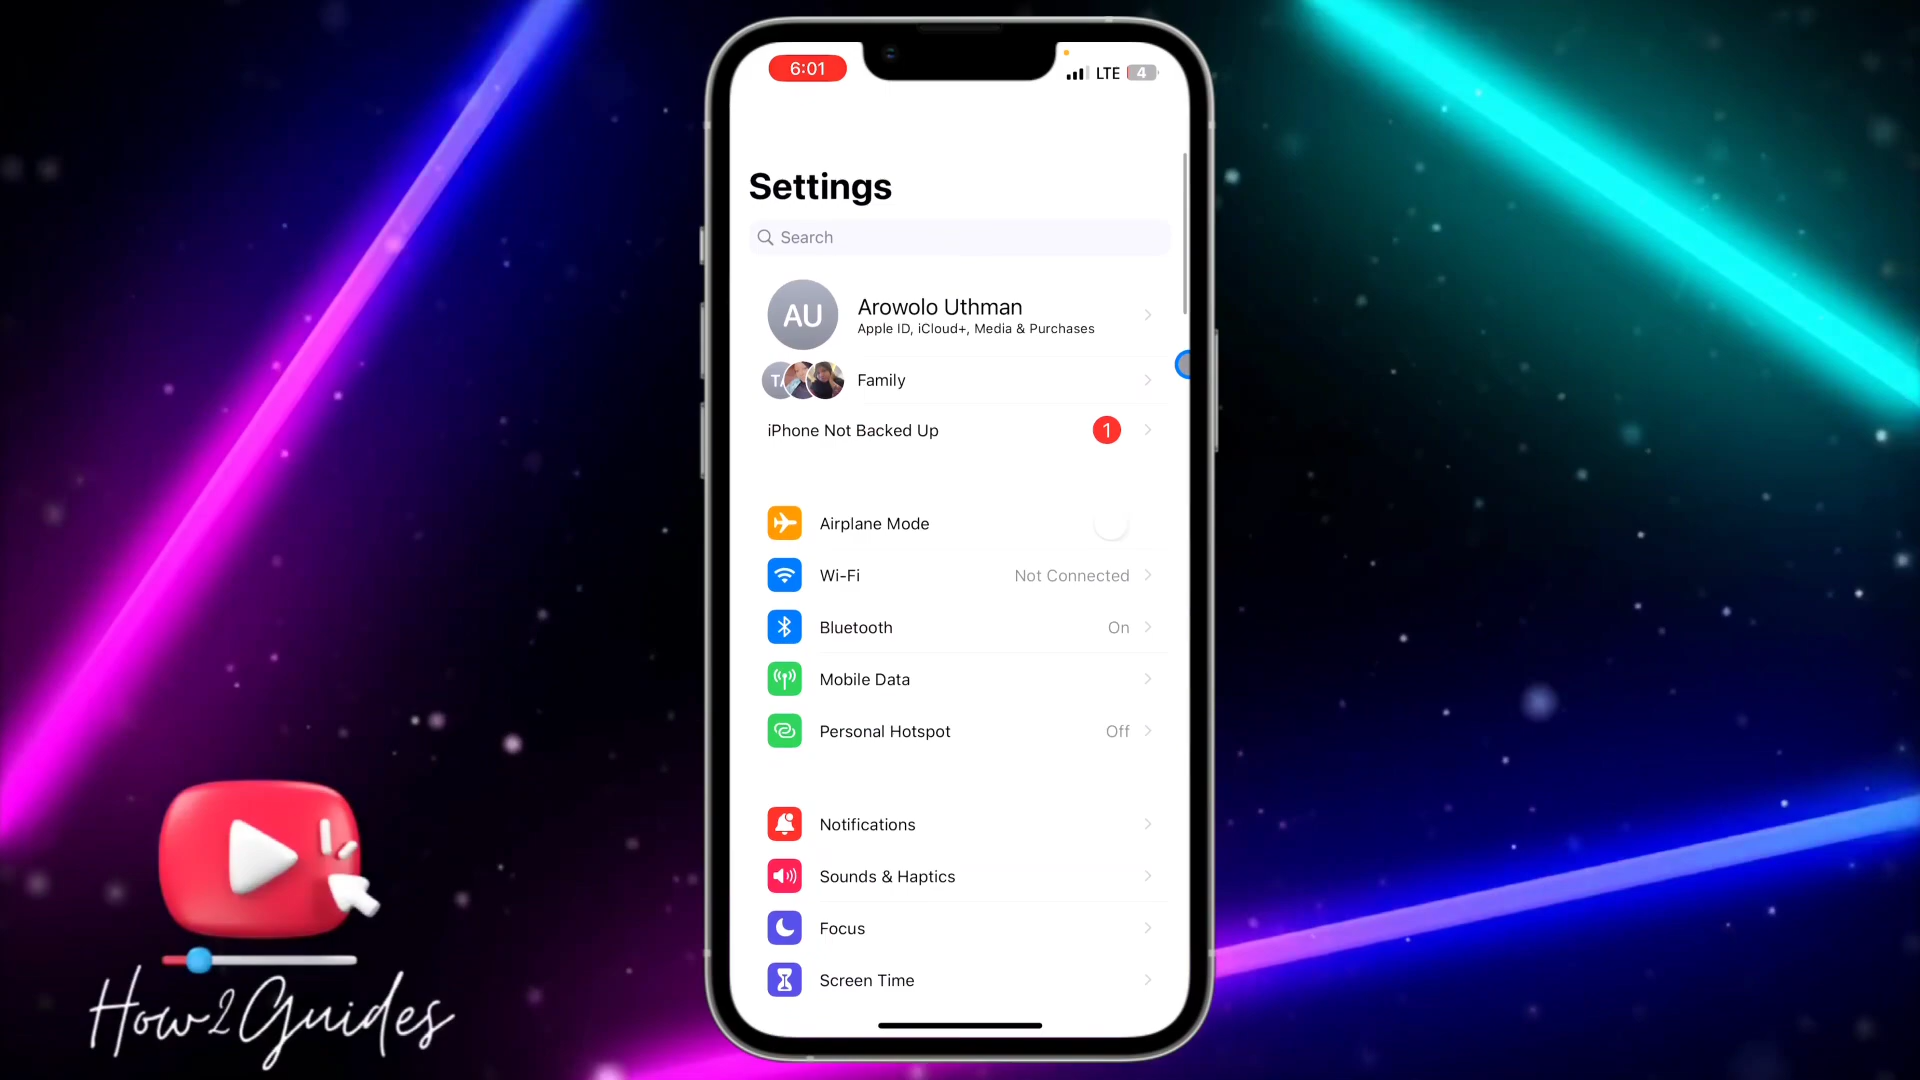 6:01
LTE 4
Settings
Search
AU
Arowolo Uthman
Apple ID, iCloud+, Media & Purchases
TA
Family
iPhone Not Backed Up 1
Airplane Mode
Wi-Fi Not Connected
Bluetooth On
Mobile Data
Personal Hotspot Off
Notifications
Sounds & Haptics
Focus
Screen Time
How2Guides